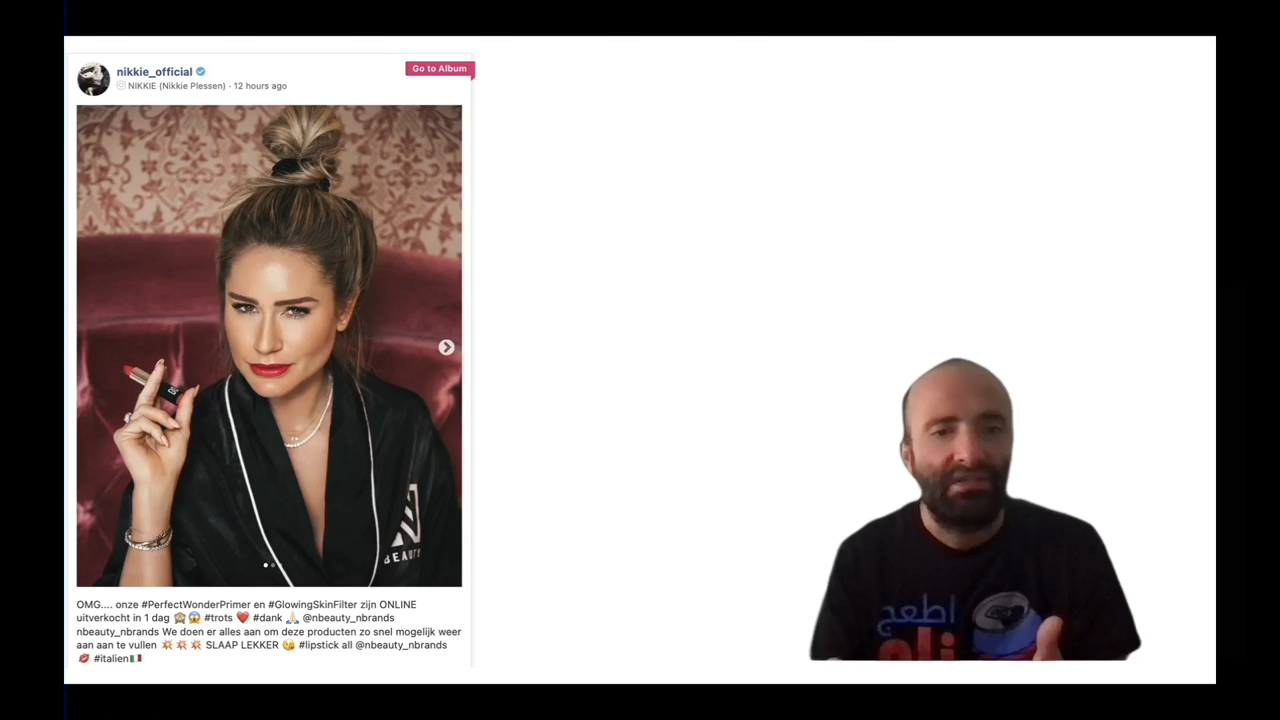 nikkie_official
Go to Album
NIKKIE (Nikkie Plessen) · 12 hours ago
BEAUTY
OMG.... onze #PerfectWonderPrimer en #GlowingSkinFilter zijn ONLINE
uitverkocht in 1 dag 🙈😱 #trots ❤️ #dank 🙏🏻 @nbeauty_nbrands
nbeauty_nbrands We doen er alles aan om deze producten zo snel mogelijk weer
aan aan te vullen 💥💥💥 SLAAP LEKKER 😘 #lipstick all @nbeauty_nbrands
💋 #italien🇮🇹